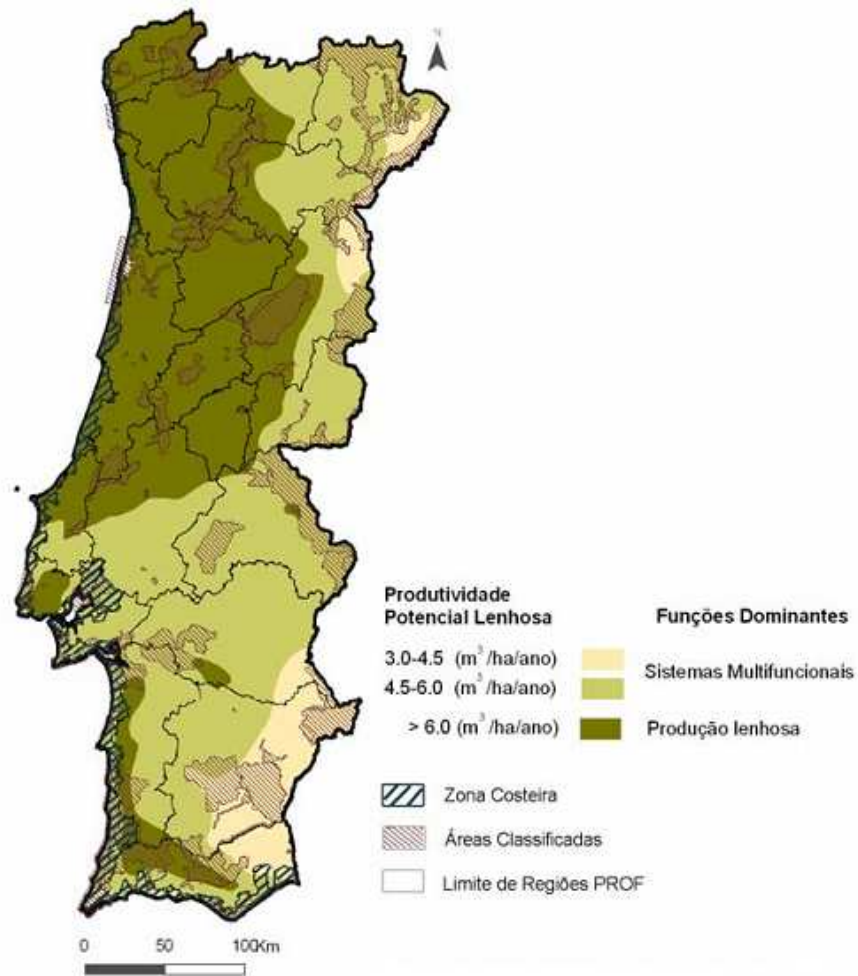 N
Produtividade
Potencial Lenhosa
Funções Dominantes
3.0-4.5 (m³/ha/ano)
4.5-6.0 (m³/ha/ano)
Sistemas Multifuncionais
> 6.0 (m³/ha/ano)
Produção lenhosa
Zona Costeira
Áreas Classificadas
Limite de Regiões PROF
0 50 100Km